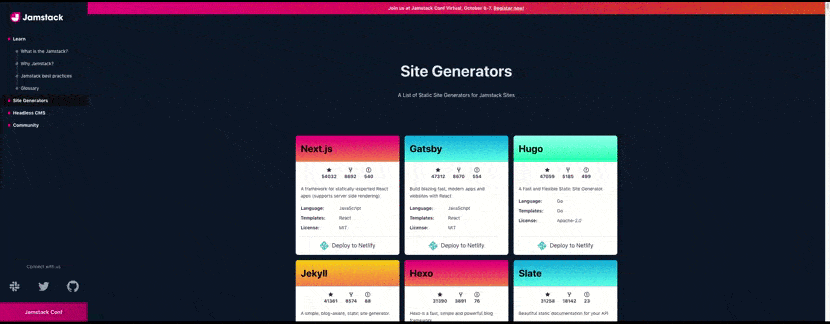 Join us at Jamstack Conf Virtual, October 6-7. Register now!
Jamstack
Learn
What is the Jamstack?
Why Jamstack?
Jamstack best practices
Glossary
Site Generators
Headless CMS
Community
Connect with us
Jamstack Conf
Site Generators
A List of Static Site Generators for Jamstack Sites.
Next.js
54032 8692 540
A framework for statically-exported React
apps (supports server side rendering)
Language: JavaScript
Templates: React
License: MIT
Deploy to Netlify
Gatsby
47312 8670 554
Build blazing fast, modern apps and
websites with React
Language: JavaScript
Templates: React
License: MIT
Deploy to Netlify
Hugo
47059 5185 499
A Fast and Flexible Static Site Generator.
Language: Go
Templates: Go
License: Apache-2.0
Deploy to Netlify
Jekyll
41361 8574 68
A simple, blog-aware, static site generator.
Hexo
31390 3891 76
Hexo is a fast, simple and powerful blog
framework
Slate
31258 18142 23
Beautiful static documentation for your API